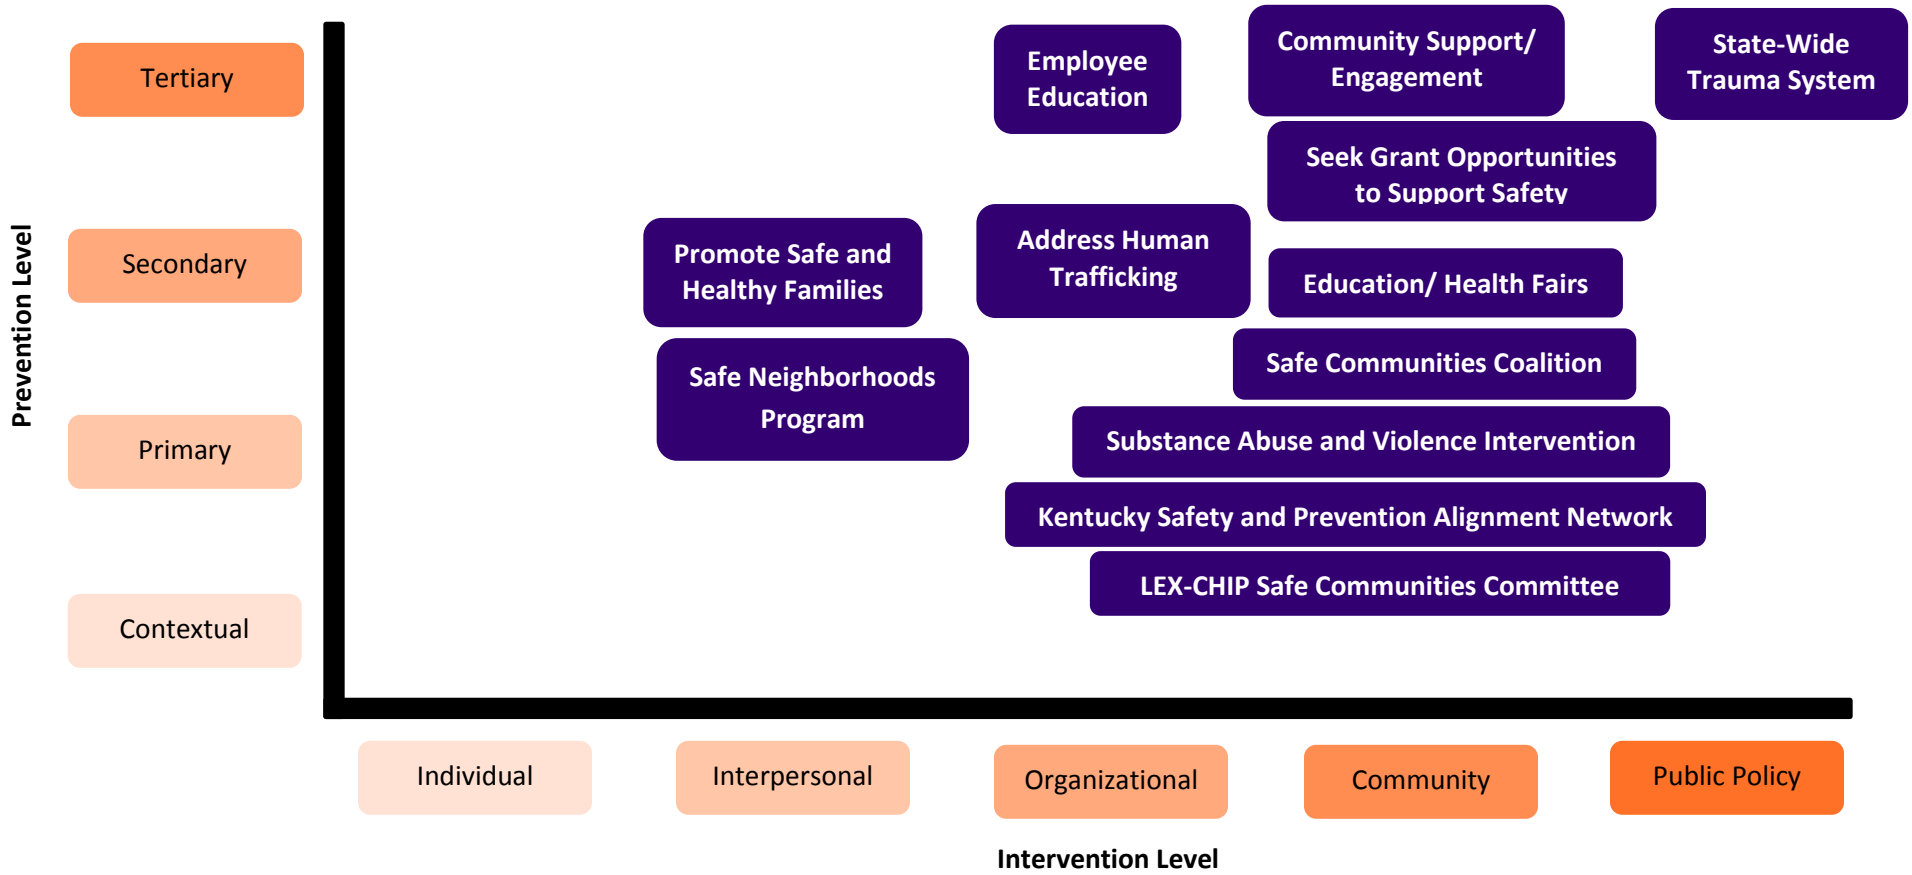 Prevention Level
Tertiary
Secondary
Primary
Contextual
Employee
Education
Community Support/
Engagement
State-Wide
Trauma System
Seek Grant Opportunities
to Support Safety
Promote Safe and
Healthy Families
Address Human
Trafficking
Education/ Health Fairs
Safe Neighborhoods
Program
Safe Communities Coalition
Substance Abuse and Violence Intervention
Kentucky Safety and Prevention Alignment Network
LEX-CHIP Safe Communities Committee
Individual
Interpersonal
Organizational
Community
Public Policy
Intervention Level